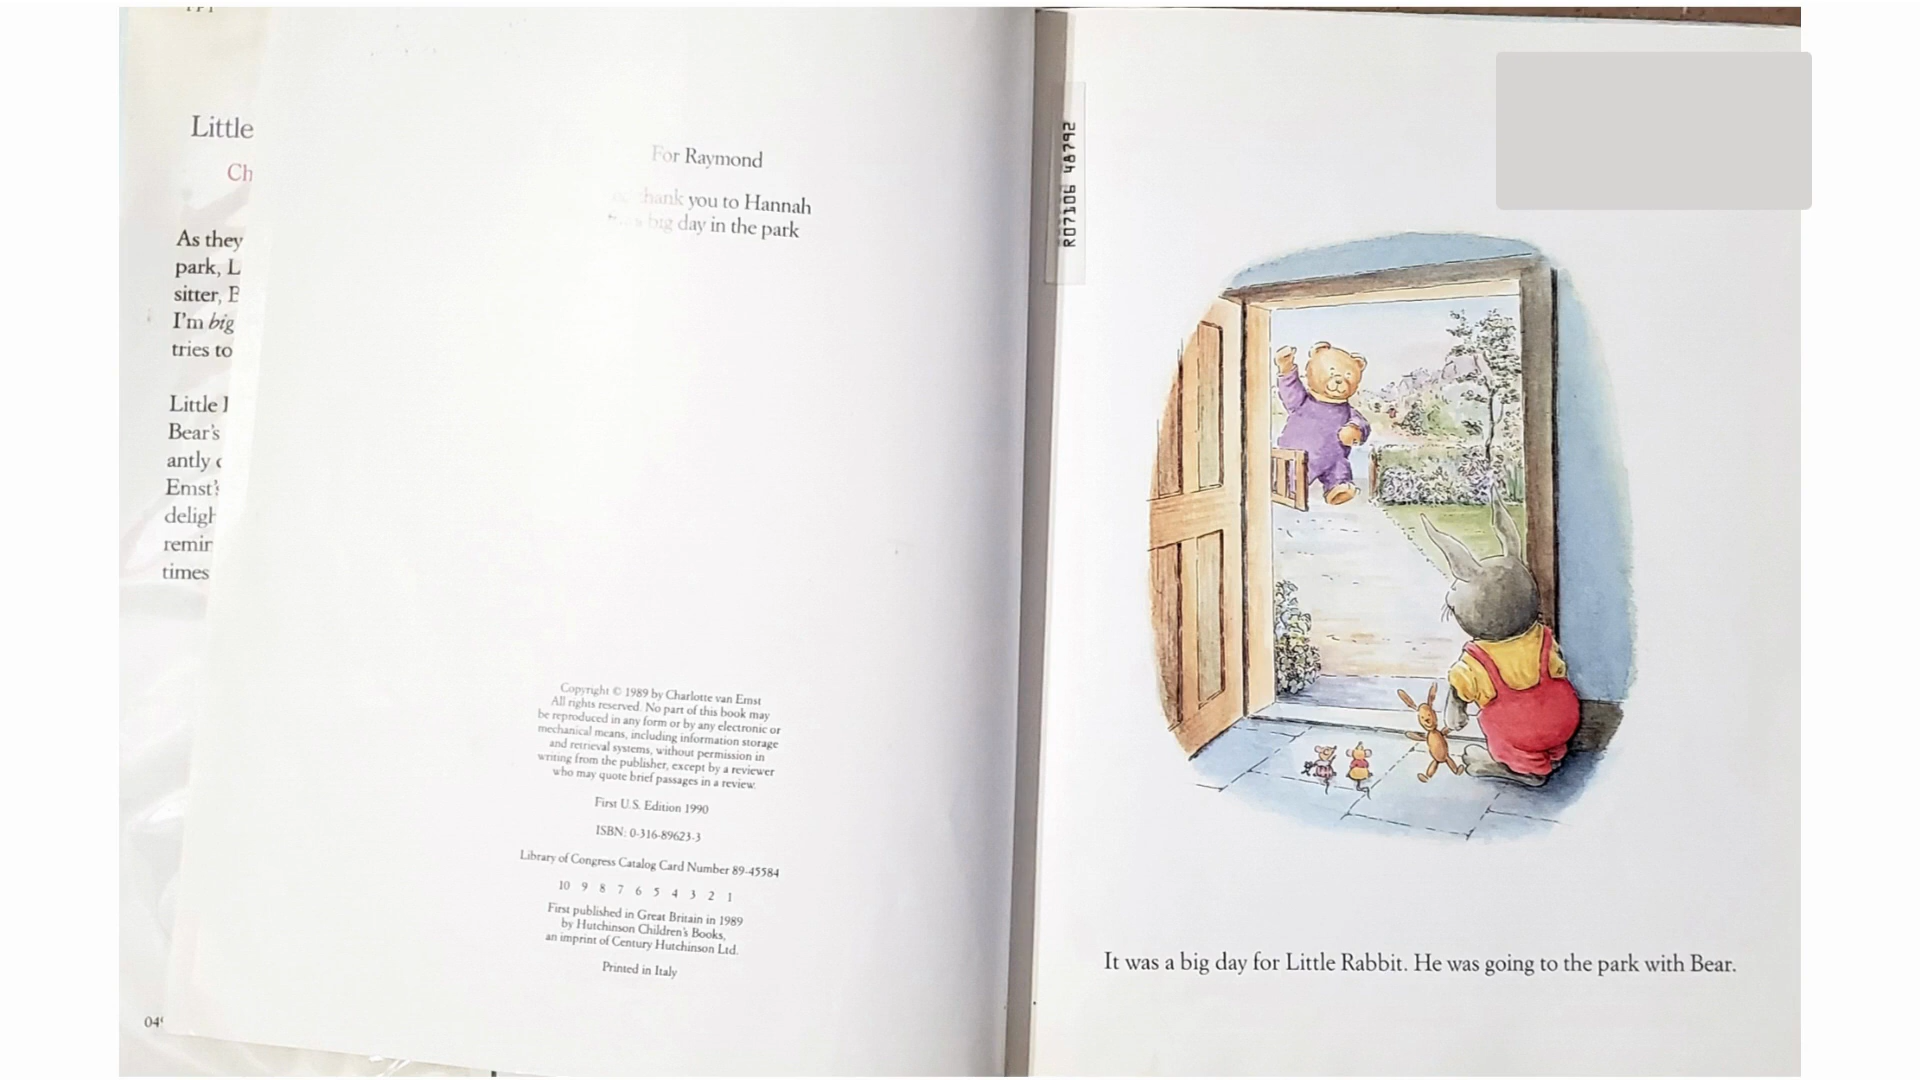 Little
Ch
As they
park, L
sitter, B
I'm big
tries to
Little
Bear's
antly
Ernst's
deligh
remin
times
04
For Raymond
thank you to Hannah
a big day in the park
Copyright © 1989 by Charlotte van Emst
All rights reserved. No part of this book may
be reproduced in any form or by any electronic or
mechanical means, including information storage
and retrieval systems, without permission in
writing from the publisher, except by a reviewer
who may quote brief passages in a review.
First U.S. Edition 1990
ISBN: 0-316-89623-3
Library of Congress Catalog Card Number 89-45584
10 9 8 7 6 5 4 3 2 1
First published in Great Britain in 1989
by Hutchinson Children's Books,
an imprint of Century Hutchinson Ltd.
Printed in Italy
R07106 48792
It was a big day for Little Rabbit. He was going to the park with Bear.